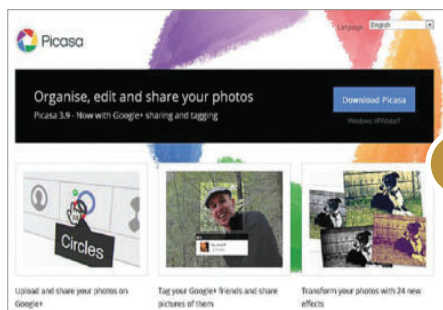 Language: English
Picasa
Organise, edit and share your photos
Picasa 3.9 - Now with Google+ sharing and tagging
Download Picasa
Windows XP/Vista/7
Circles
Upload and share your photos on
Google+
Tag your Google+ friends and share
pictures of them
Transform your photos with 24 new
effects